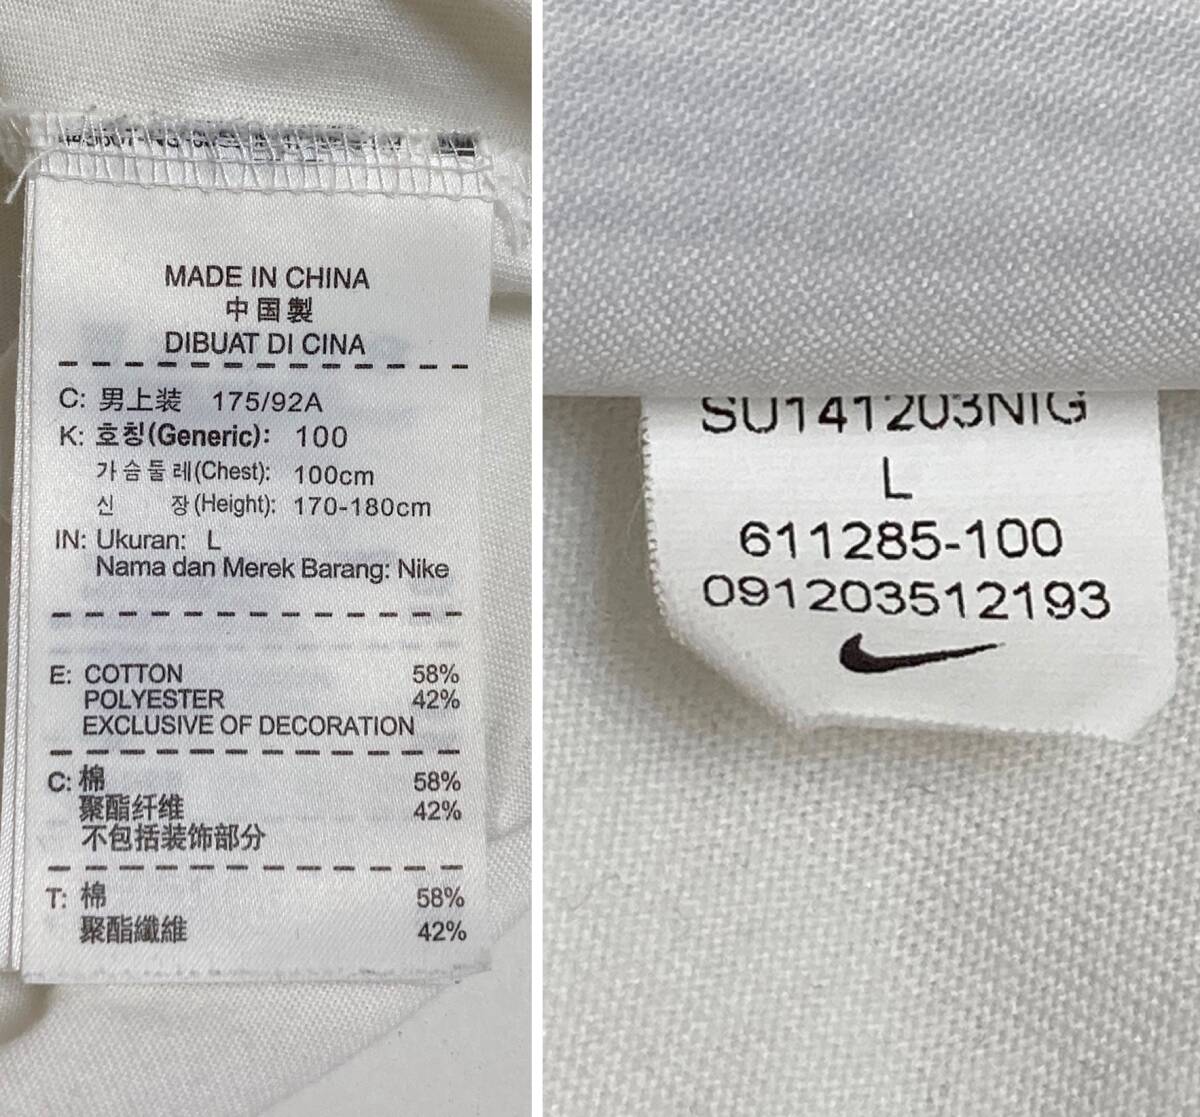 MADE IN CHINA
中国製
DIBUAT DI CINA
C: 男上装 175/92A
K: 호칭(Generic): 100
가슴둘레(Chest): 100cm
신 장(Height): 170-180cm
IN: Ukuran: L
Nama dan Merek Barang: Nike
E: COTTON 58%
POLYESTER 42%
EXCLUSIVE OF DECORATION
C: 棉 58%
聚酯纤维 42%
不包括装饰部分
T: 棉 58%
聚酯纖維 42%
SU141203NIG
L
611285-100
091203512193